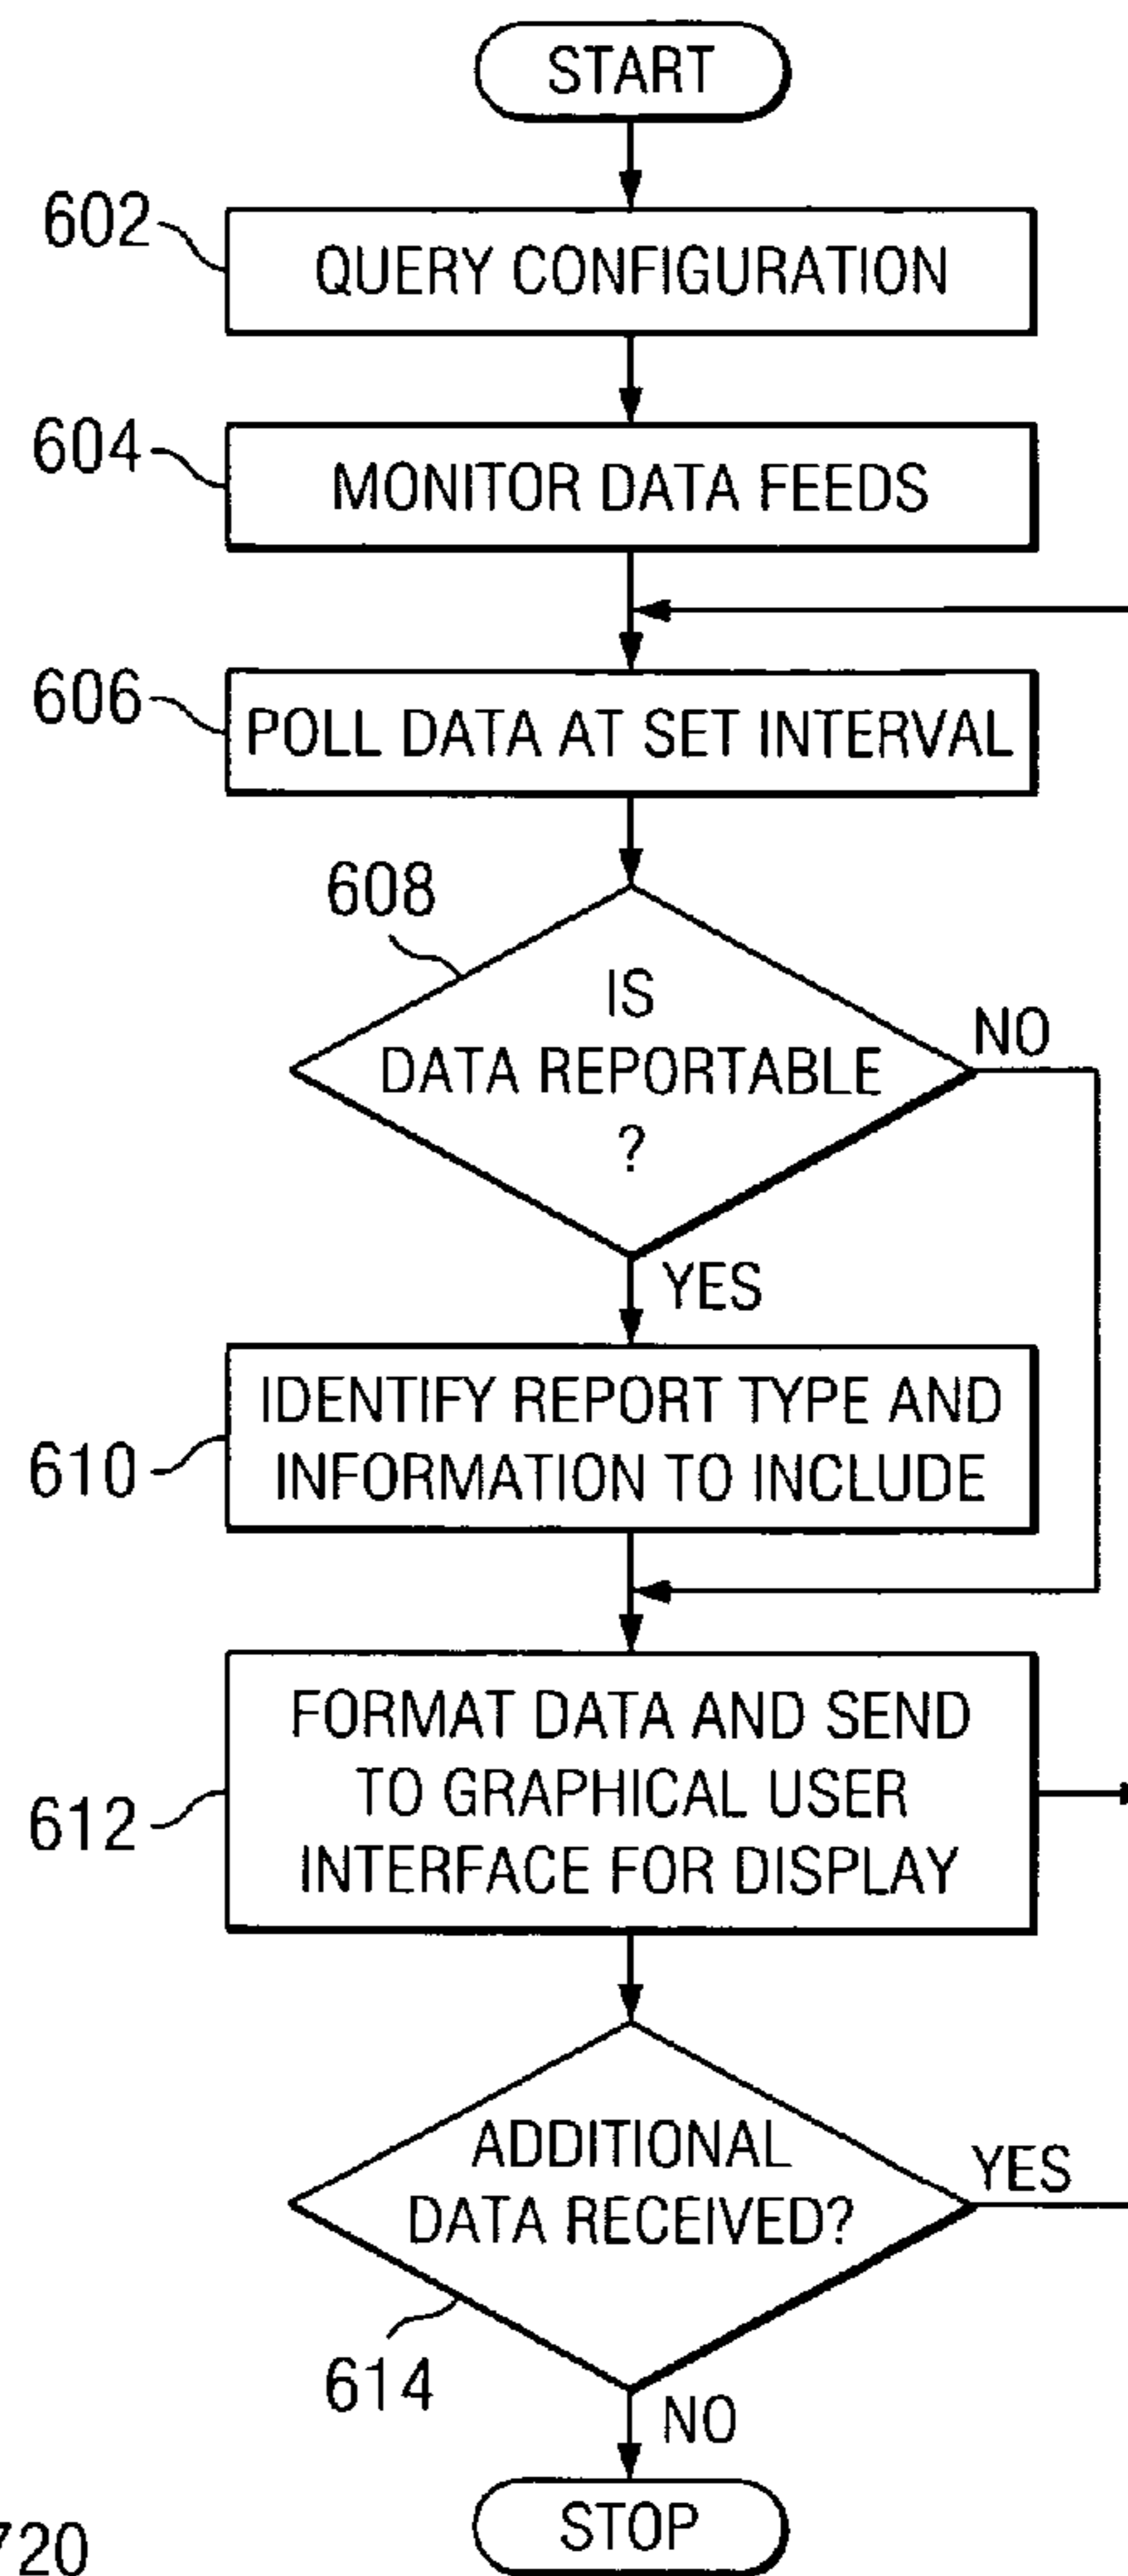 START
602
QUERY CONFIGURATION
604
MONITOR DATA FEEDS
606
POLL DATA AT SET INTERVAL
608
IS
DATA REPORTABLE
?
NO
YES
610
IDENTIFY REPORT TYPE AND
INFORMATION TO INCLUDE
612
FORMAT DATA AND SEND
TO GRAPHICAL USER
INTERFACE FOR DISPLAY
ADDITIONAL
DATA RECEIVED?
YES
614
NO
STOP
720